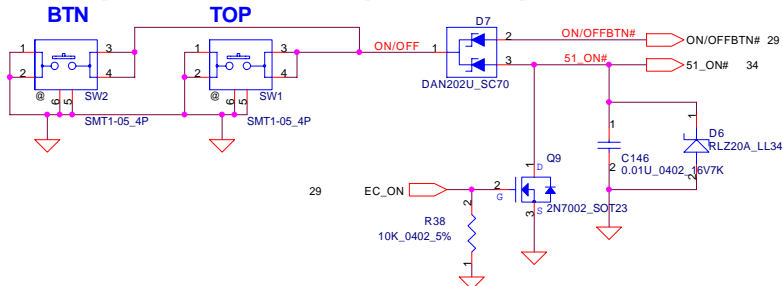 BTN
TOP
D7
1
2
3
4
@
6
5
SW2
SMT1-05_4P
1
2
3
4
@
6
5
SW1
SMT1-05_4P
ON/OFF
1
2
3
DAN202U_SC70
ON/OFFBTN#
ON/OFFBTN# 29
51_ON#
51_ON# 34
1
2
C146
0.01U_0402_16V7K
1
2
D6
RLZ20A_LL34
Q9
1
D
2
G
3
S
2N7002_SOT23
29 EC_ON
2
1
R38
10K_0402_5%